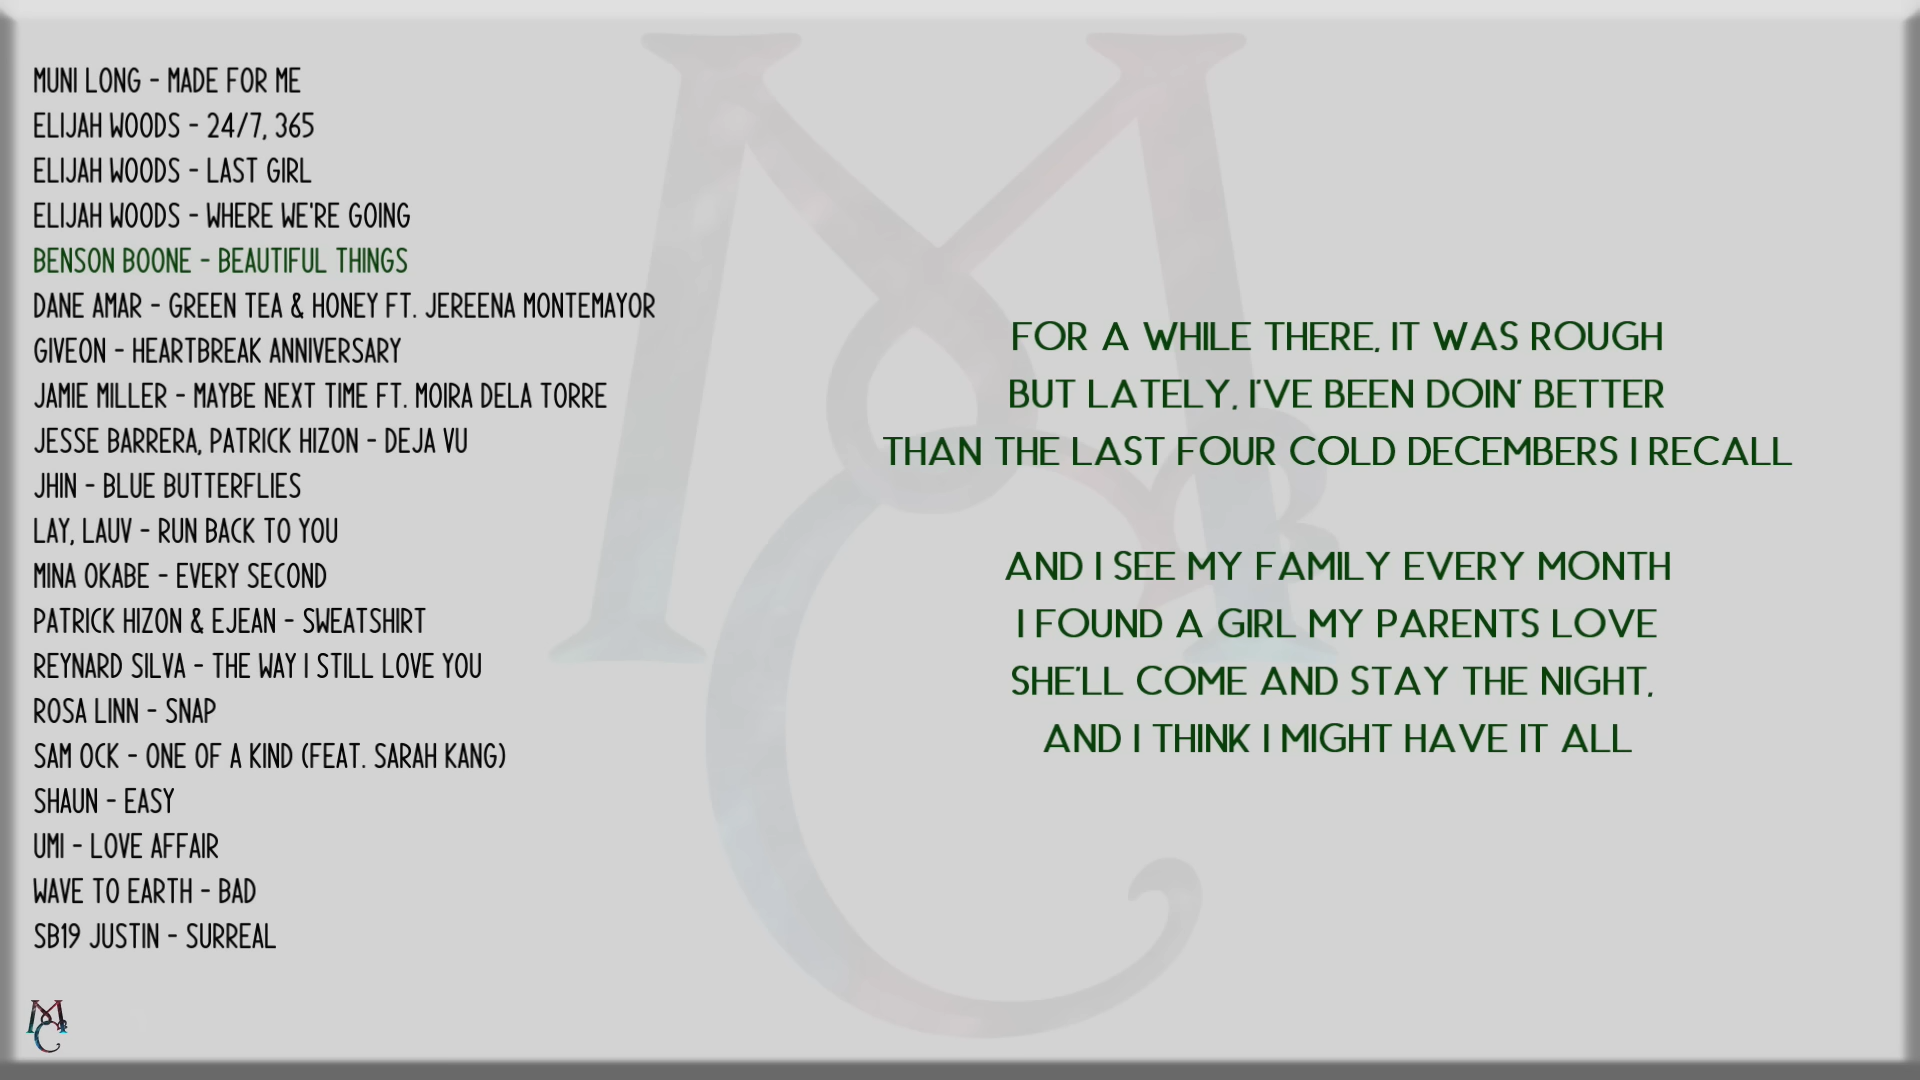 MUNI LONG - MADE FOR ME
ELIJAH WOODS - 24/7, 365
ELIJAH WOODS - LAST GIRL
ELIJAH WOODS - WHERE WE'RE GOING
BENSON BOONE - BEAUTIFUL THINGS
DANE AMAR - GREEN TEA & HONEY FT. JEREENA MONTEMAYOR
GIVEON - HEARTBREAK ANNIVERSARY
JAMIE MILLER - MAYBE NEXT TIME FT. MOIRA DELA TORRE
JESSE BARRERA, PATRICK HIZON - DEJA VU
JHIN - BLUE BUTTERFLIES
LAY, LAUV - RUN BACK TO YOU
MINA OKABE - EVERY SECOND
PATRICK HIZON & EJEAN - SWEATSHIRT
REYNARD SILVA - THE WAY I STILL LOVE YOU
ROSA LINN - SNAP
SAM OCK - ONE OF A KIND (FEAT. SARAH KANG)
SHAUN - EASY
UMI - LOVE AFFAIR
WAVE TO EARTH - BAD
SB19 JUSTIN - SURREAL
FOR A WHILE THERE, IT WAS ROUGH
BUT LATELY, I'VE BEEN DOIN' BETTER
THAN THE LAST FOUR COLD DECEMBERS I RECALL
AND I SEE MY FAMILY EVERY MONTH
I FOUND A GIRL MY PARENTS LOVE
SHE'LL COME AND STAY THE NIGHT,
AND I THINK I MIGHT HAVE IT ALL